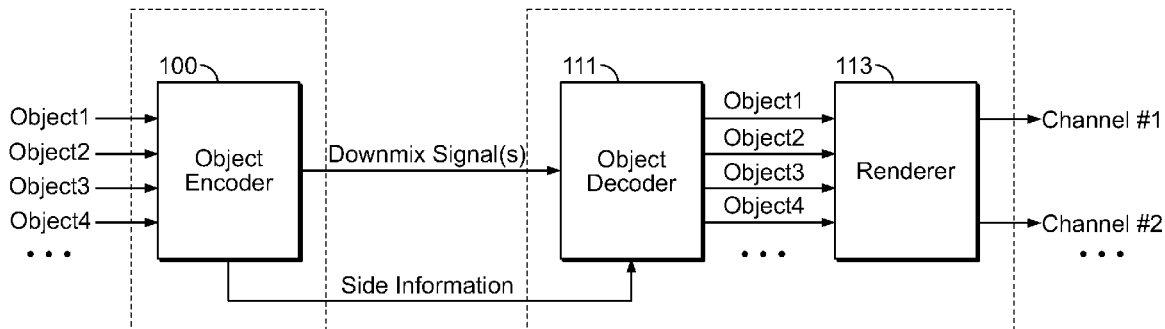 100
111
113
Object1
Object2
Object3
Object4
• • •
Object
Encoder
Downmix Signal(s)
Side Information
Object
Decoder
Object1
Object2
Object3
Object4
• • •
Renderer
Channel #1
Channel #2
• • •